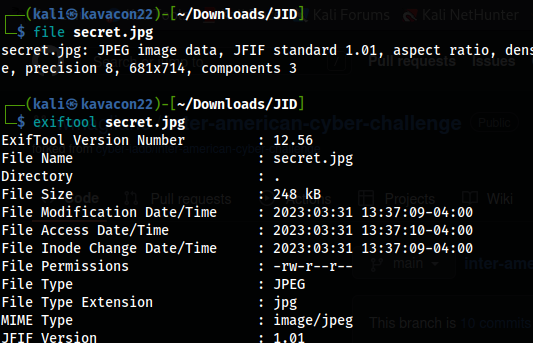 ┌──(kali㉿kavacon22)-[~/Downloads/JID]
└─$ file secret.jpg
secret.jpg: JPEG image data, JFIF standard 1.01, aspect ratio, dens
e, precision 8, 681x714, components 3
┌──(kali㉿kavacon22)-[~/Downloads/JID]
└─$ exiftool secret.jpg
ExifTool Version Number : 12.56
File Name : secret.jpg
Directory : .
File Size : 248 kB
File Modification Date/Time : 2023:03:31 13:37:09-04:00
File Access Date/Time : 2023:03:31 13:37:10-04:00
File Inode Change Date/Time : 2023:03:31 13:37:09-04:00
File Permissions : -rw-r--r--
File Type : JPEG
File Type Extension : jpg
MIME Type : image/jpeg
JFIF Version : 1.01
Kali Forums Kali NetHunter
Pull requests Issues
inter-american-cyber-challenge Public
Pull requests Projects Wiki
main inter-ame
This branch is 10 commits